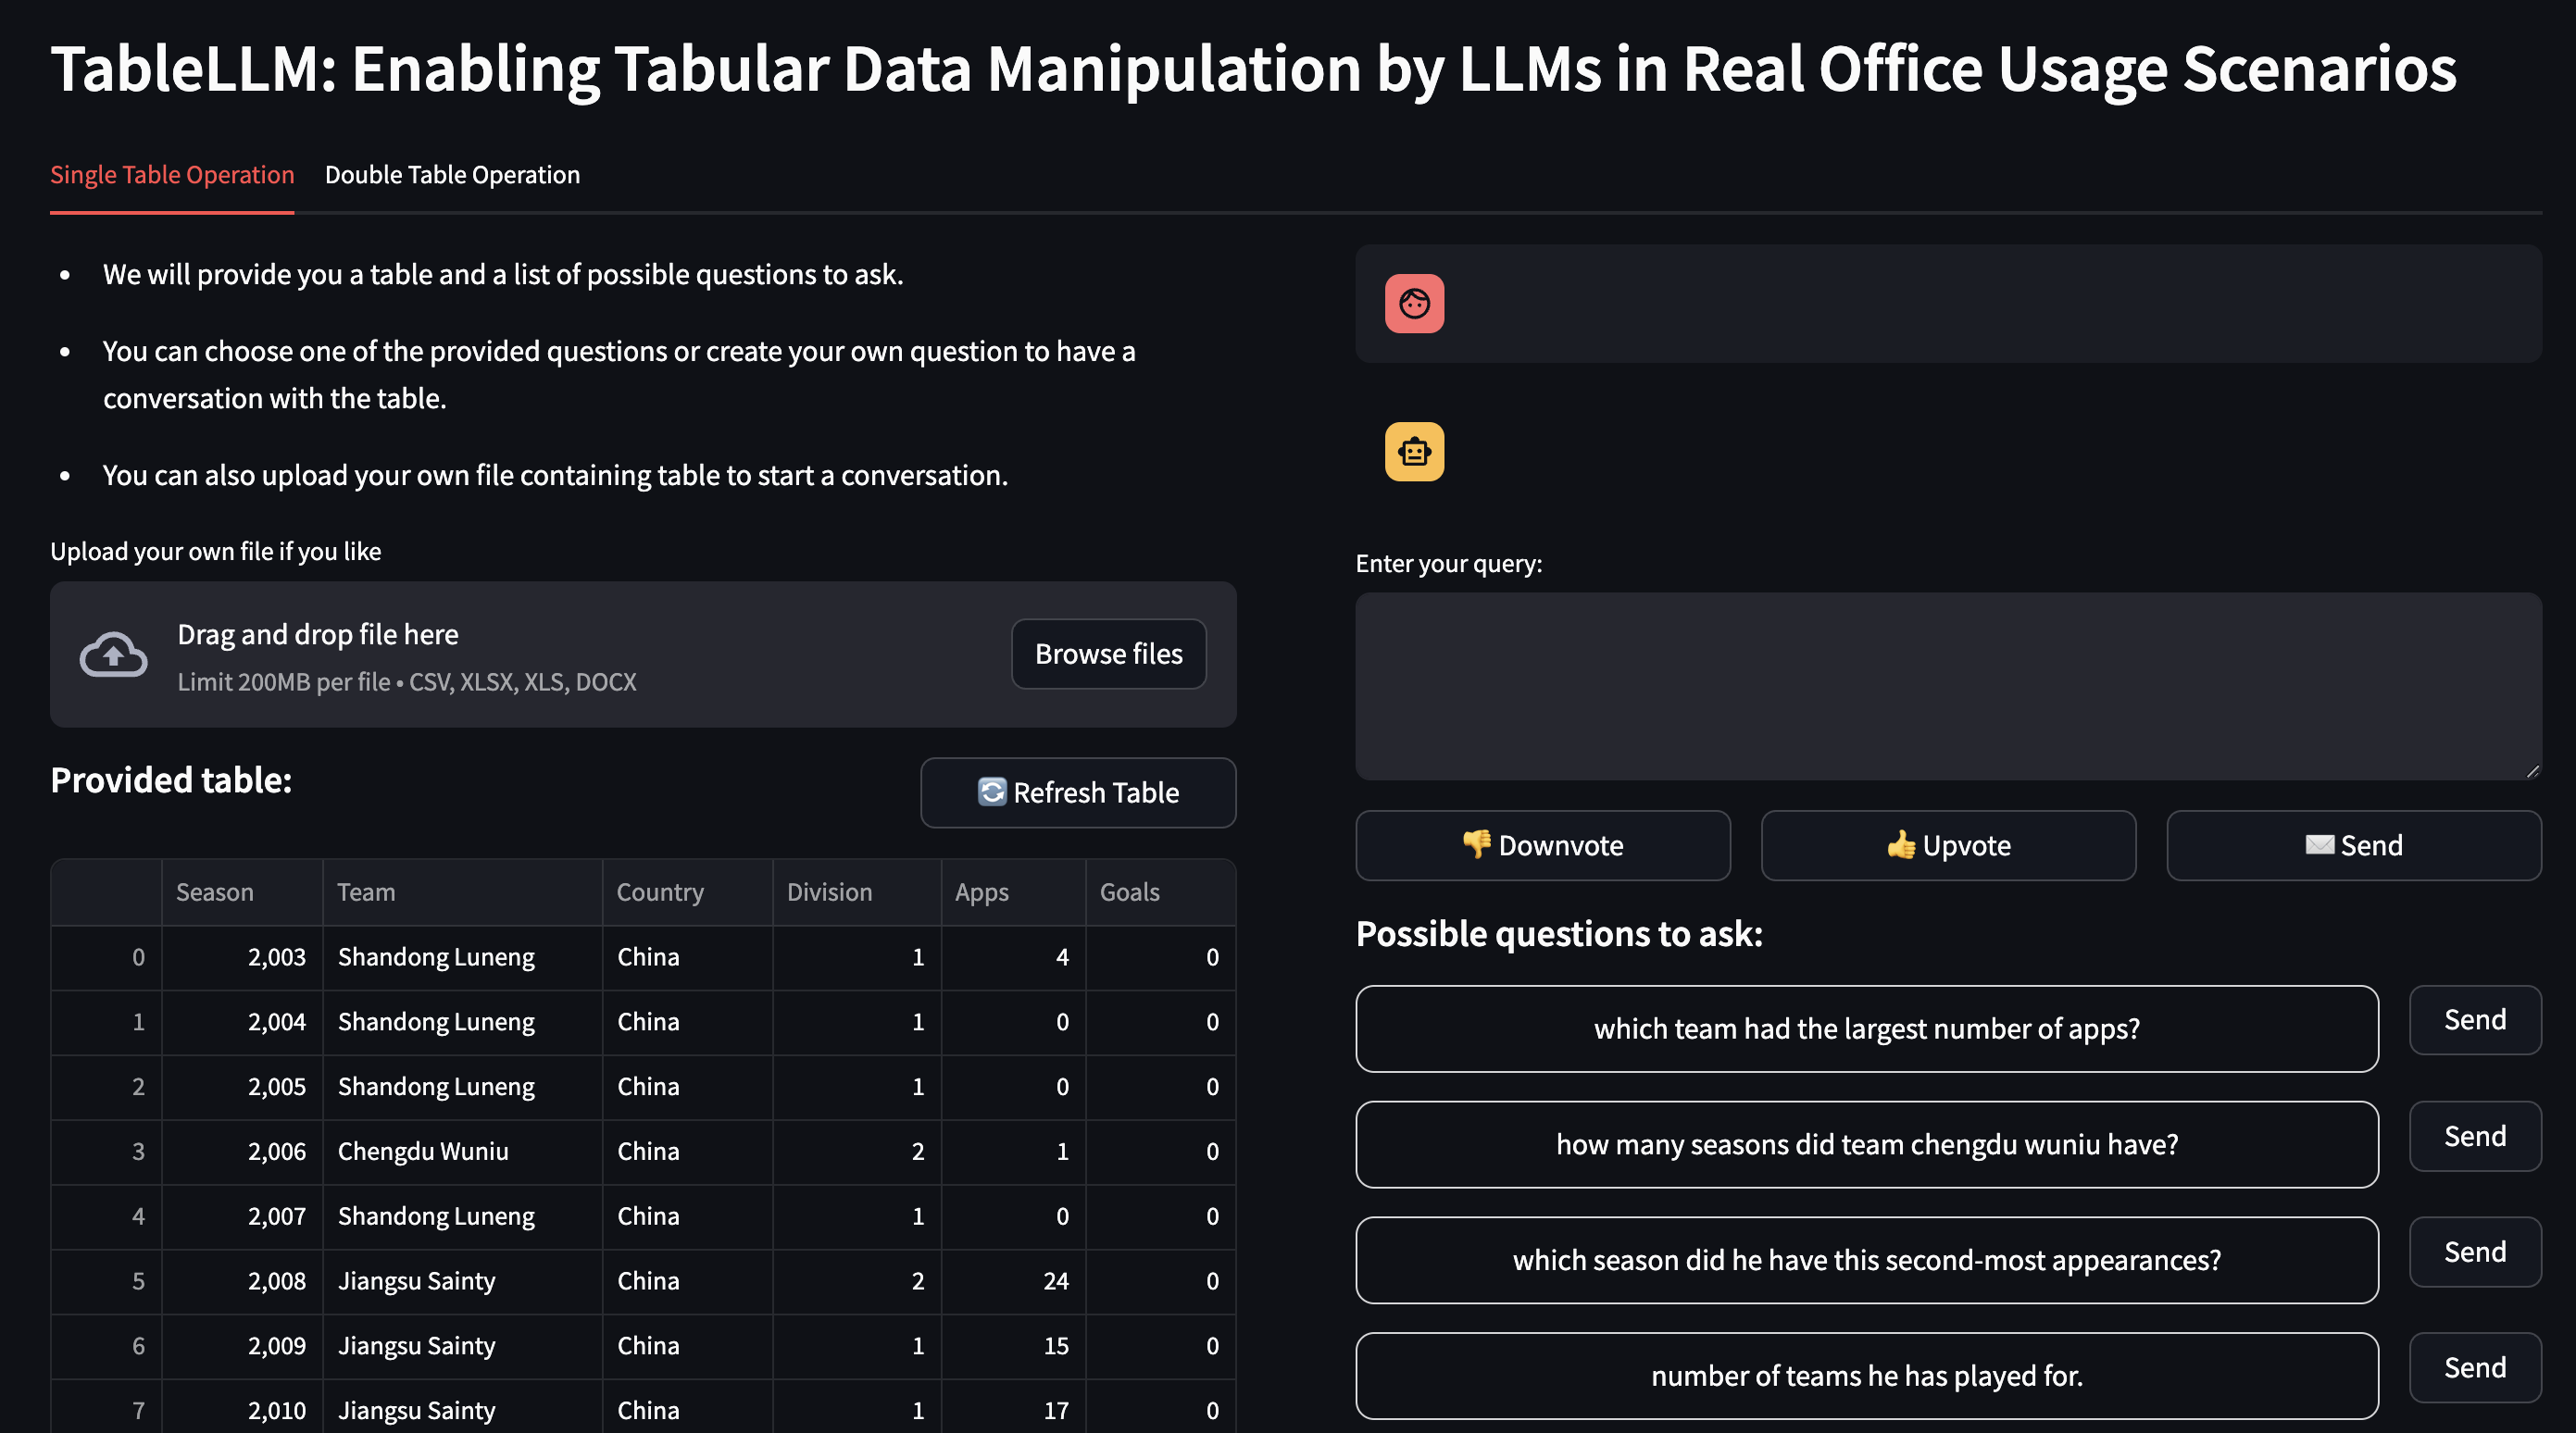 TableLLM: Enabling Tabular Data Manipulation by LLMs in Real Office Usage Scenarios
Single Table Operation
Double Table Operation
• We will provide you a table and a list of possible questions to ask.
• You can choose one of the provided questions or create your own question to have a
conversation with the table.
• You can also upload your own file containing table to start a conversation.
Upload your own file if you like
Drag and drop file here
Limit 200MB per file • CSV, XLSX, XLS, DOCX
Browse files
Provided table:
Refresh Table
Season Team Country Division Apps Goals
0 2,003 Shandong Luneng China 1 4 0
1 2,004 Shandong Luneng China 1 0 0
2 2,005 Shandong Luneng China 1 0 0
3 2,006 Chengdu Wuniu China 2 1 0
4 2,007 Shandong Luneng China 1 0 0
5 2,008 Jiangsu Sainty China 2 24 0
6 2,009 Jiangsu Sainty China 1 15 0
7 2,010 Jiangsu Sainty China 1 17 0
Enter your query:
Downvote
Upvote
Send
Possible questions to ask:
which team had the largest number of apps?
Send
how many seasons did team chengdu wuniu have?
Send
which season did he have this second-most appearances?
Send
number of teams he has played for.
Send